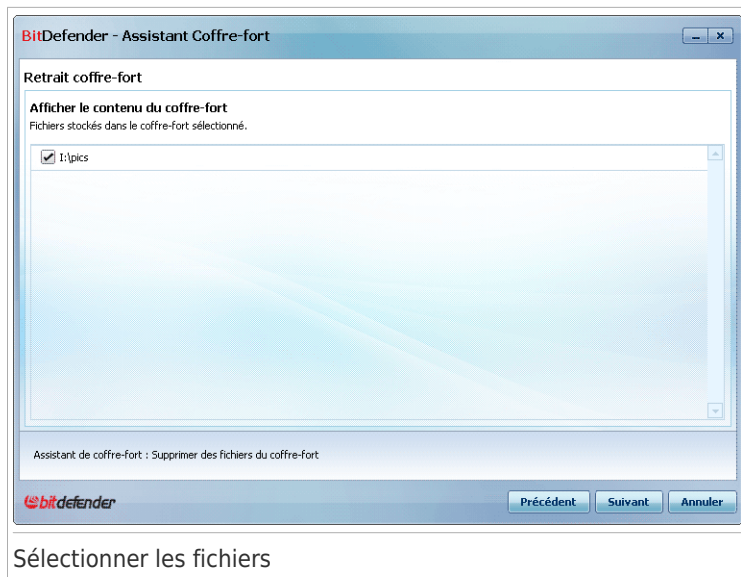 BitDefender - Assistant Coffre-fort
Retrait coffre-fort
Afficher le contenu du coffre-fort
Fichiers stockés dans le coffre-fort sélectionné.
I:\pics
Assistant de coffre-fort : Supprimer des fichiers du coffre-fort
bitdefender
Précédent
Suivant
Annuler
Sélectionner les fichiers